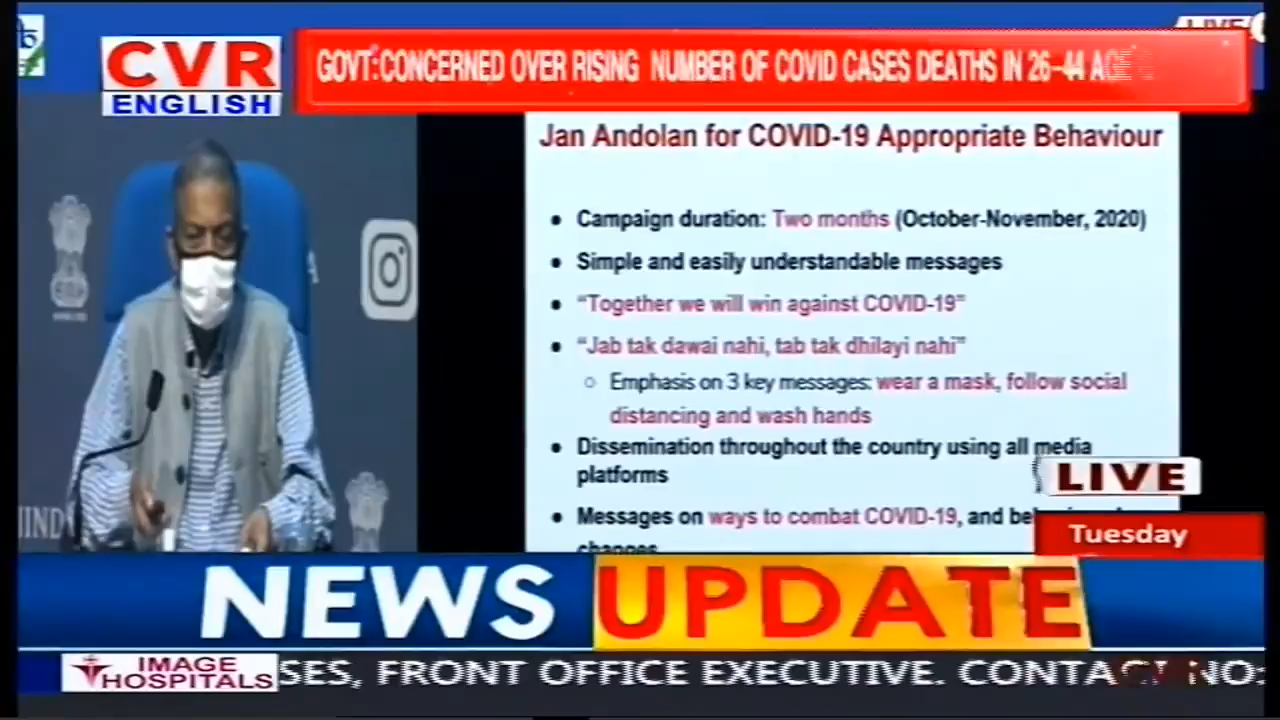 LIVE
CVR
ENGLISH
GOVT:CONCERNED OVER RISING NUMBER OF COVID CASES DEATHS IN 26-44
Jan Andolan for COVID-19 Appropriate Behaviour
• Campaign duration: Two months (October-November, 2020)
• Simple and easily understandable messages
• "Together we will win against COVID-19"
• "Jab tak dawai nahi, tab tak dhilayi nahi"
○ Emphasis on 3 key messages: wear a mask, follow social
distancing and wash hands
• Dissemination throughout the country using all media
platforms
• Messages on ways to combat COVID-19, and
changes
LIVE
Tuesday
NEWS UPDATE
IMAGE
HOSPITALS
SES, FRONT OFFICE EXECUTIVE. CONTACT NO: